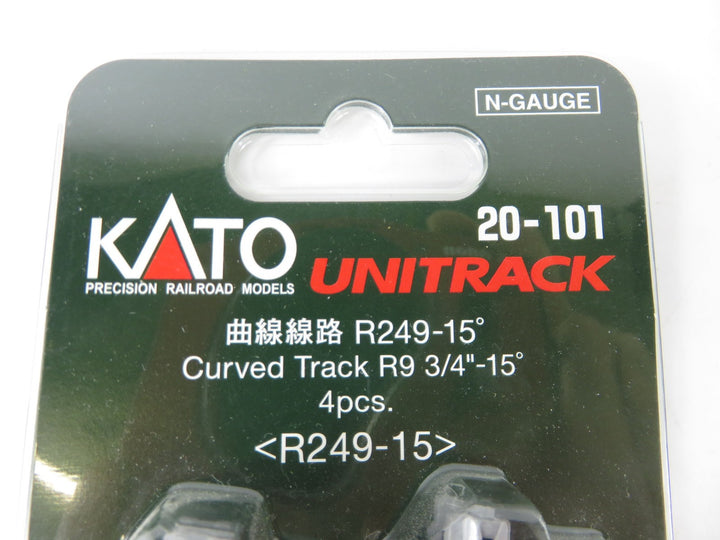 N-GAUGE
20-101
KATO
PRECISION RAILROAD MODELS
UNITRACK
曲線線路 R249-15°
Curved Track R9 3/4"-15°
4pcs.
<R249-15>